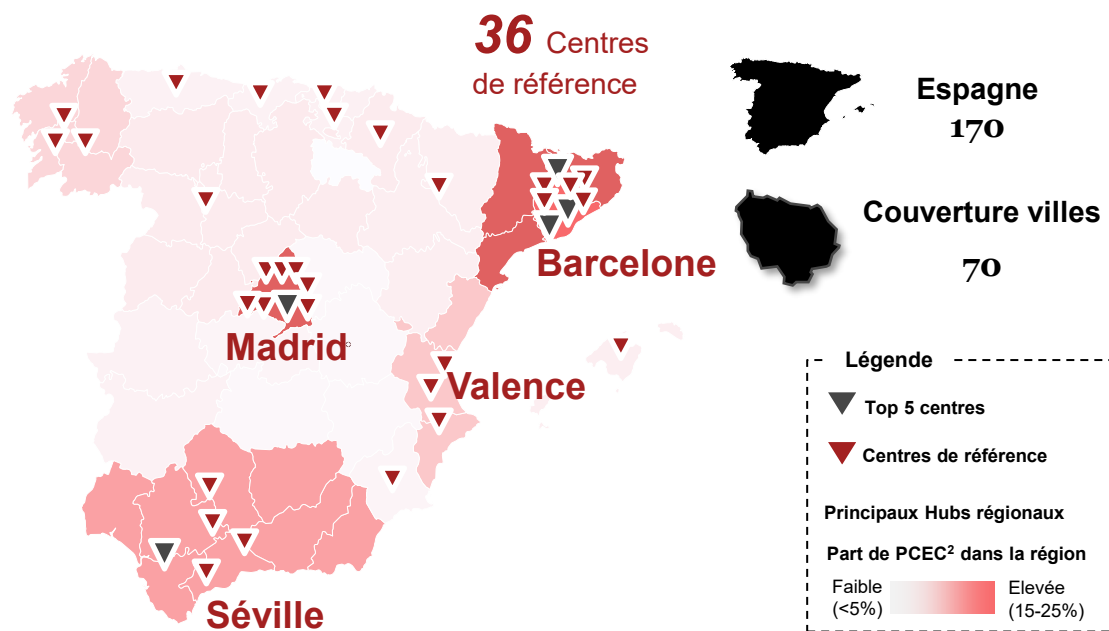 36 Centres
de référence
Espagne
170
Couverture villes
70
Barcelone
Madrid
Valence
Séville
Légende
Top 5 centres
Centres de référence
Principaux Hubs régionaux
Part de PCEC² dans la région
Faible
(<5%)
Elevée
(15-25%)